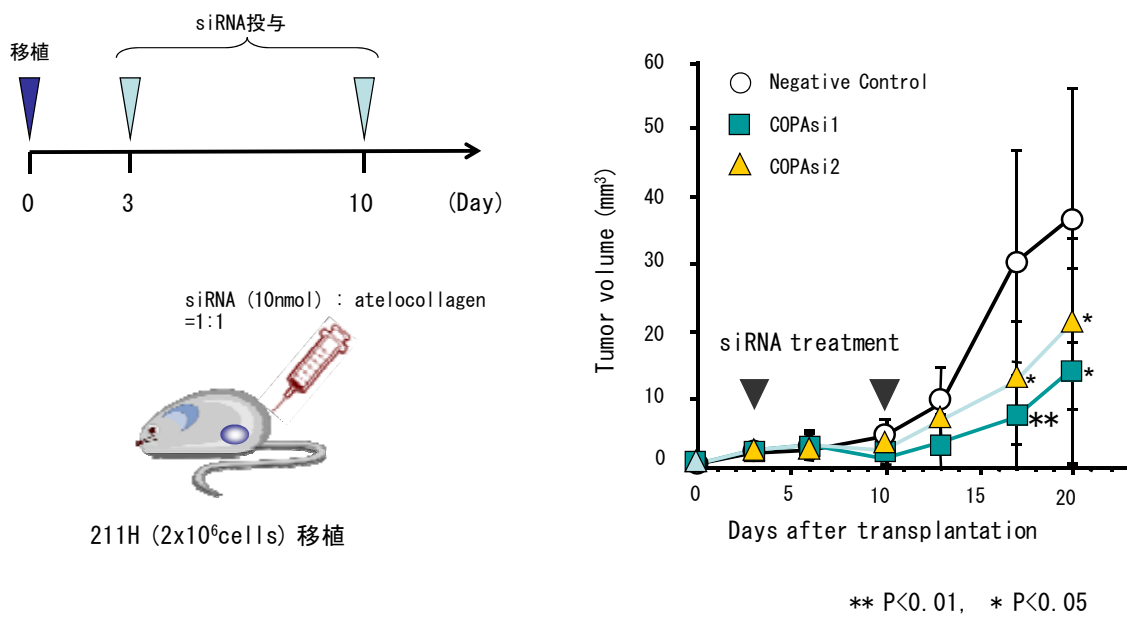 siRNA投与
移植
0 3 10 (Day)
siRNA (10nmol) : atelocollagen
=1:1
211H (2x10⁶cells) 移植
Tumor volume (mm³)
60
50
40
30
20
10
0
Negative Control
COPAsi1
COPAsi2
siRNA treatment
*
*
*
**
0 5 10 15 20
Days after transplantation
** P<0.01, * P<0.05